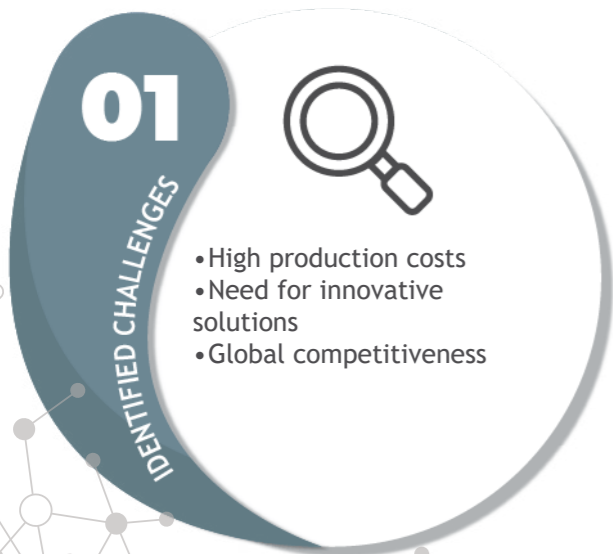 01
IDENTIFIED CHALLENGES
•High production costs
•Need for innovative
solutions
•Global competitiveness